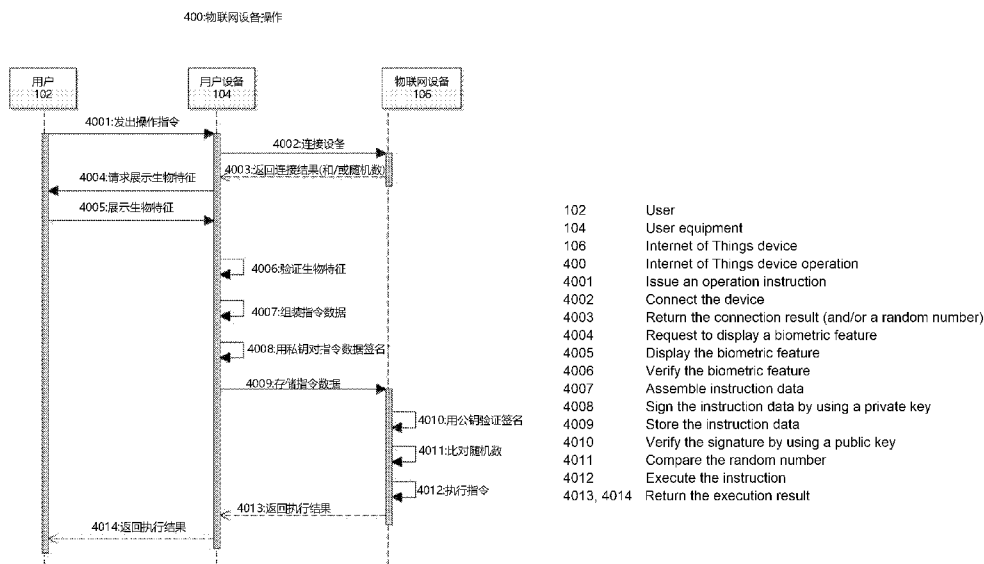 400:物联网设备操作
用户
102
用户设备
104
物联网设备
106
4001:发出操作指令
4002:连接设备
4003:返回连接结果(和/或随机数)
4004:请求展示生物特征
4005:展示生物特征
4006:验证生物特征
4007:组装指令数据
4008:用私钥对指令数据签名
4009:存储指令数据
4010:用公钥验证签名
4011:比对随机数
4012:执行指令
4013:返回执行结果
4014:返回执行结果
102 User
104 User equipment
106 Internet of Things device
400 Internet of Things device operation
4001 Issue an operation instruction
4002 Connect the device
4003 Return the connection result (and/or a random number)
4004 Request to display a biometric feature
4005 Display the biometric feature
4006 Verify the biometric feature
4007 Assemble instruction data
4008 Sign the instruction data by using a private key
4009 Store the instruction data
4010 Verify the signature by using a public key
4011 Compare the random number
4012 Execute the instruction
4013, 4014 Return the execution result